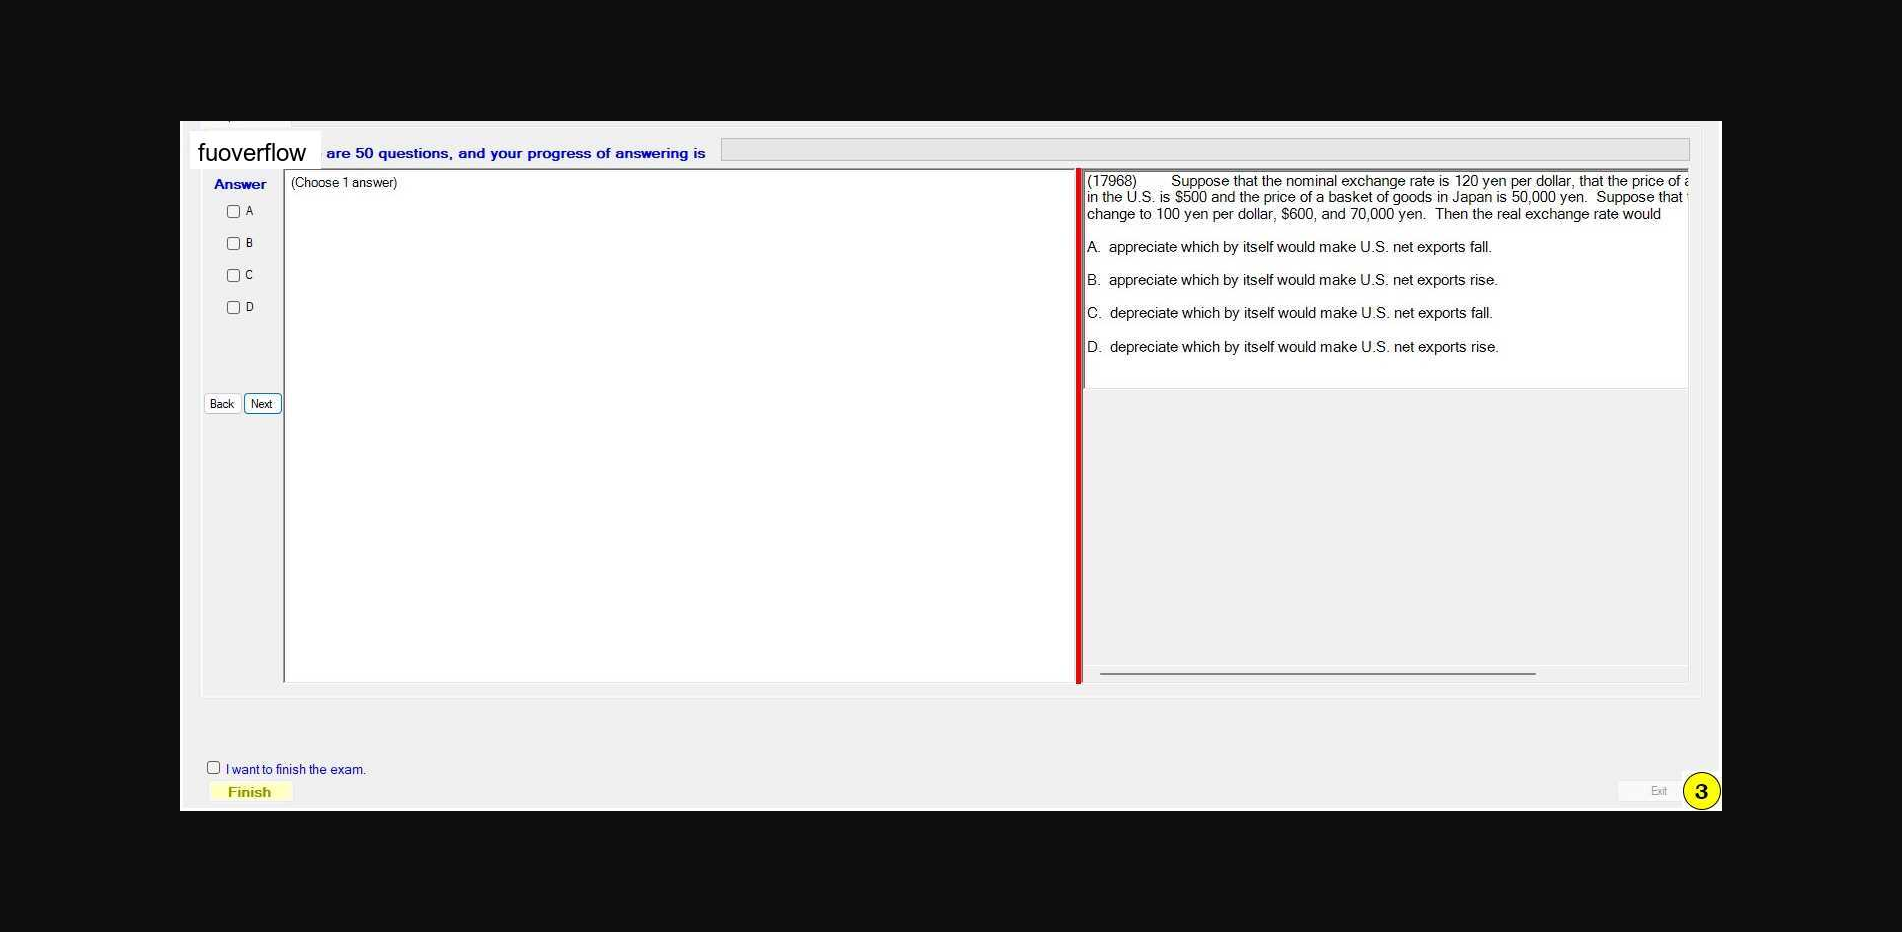 fuoverflow are 50 questions, and your progress of answering is
Answer
(Choose 1 answer)
A
B
C
D
Back Next
(17968) Suppose that the nominal exchange rate is 120 yen per dollar, that the price of
in the U.S. is $500 and the price of a basket of goods in Japan is 50,000 yen. Suppose that
change to 100 yen per dollar, $600, and 70,000 yen. Then the real exchange rate would
A. appreciate which by itself would make U.S. net exports fall.
B. appreciate which by itself would make U.S. net exports rise.
C. depreciate which by itself would make U.S. net exports fall.
D. depreciate which by itself would make U.S. net exports rise.
I want to finish the exam.
Finish
Exit
3